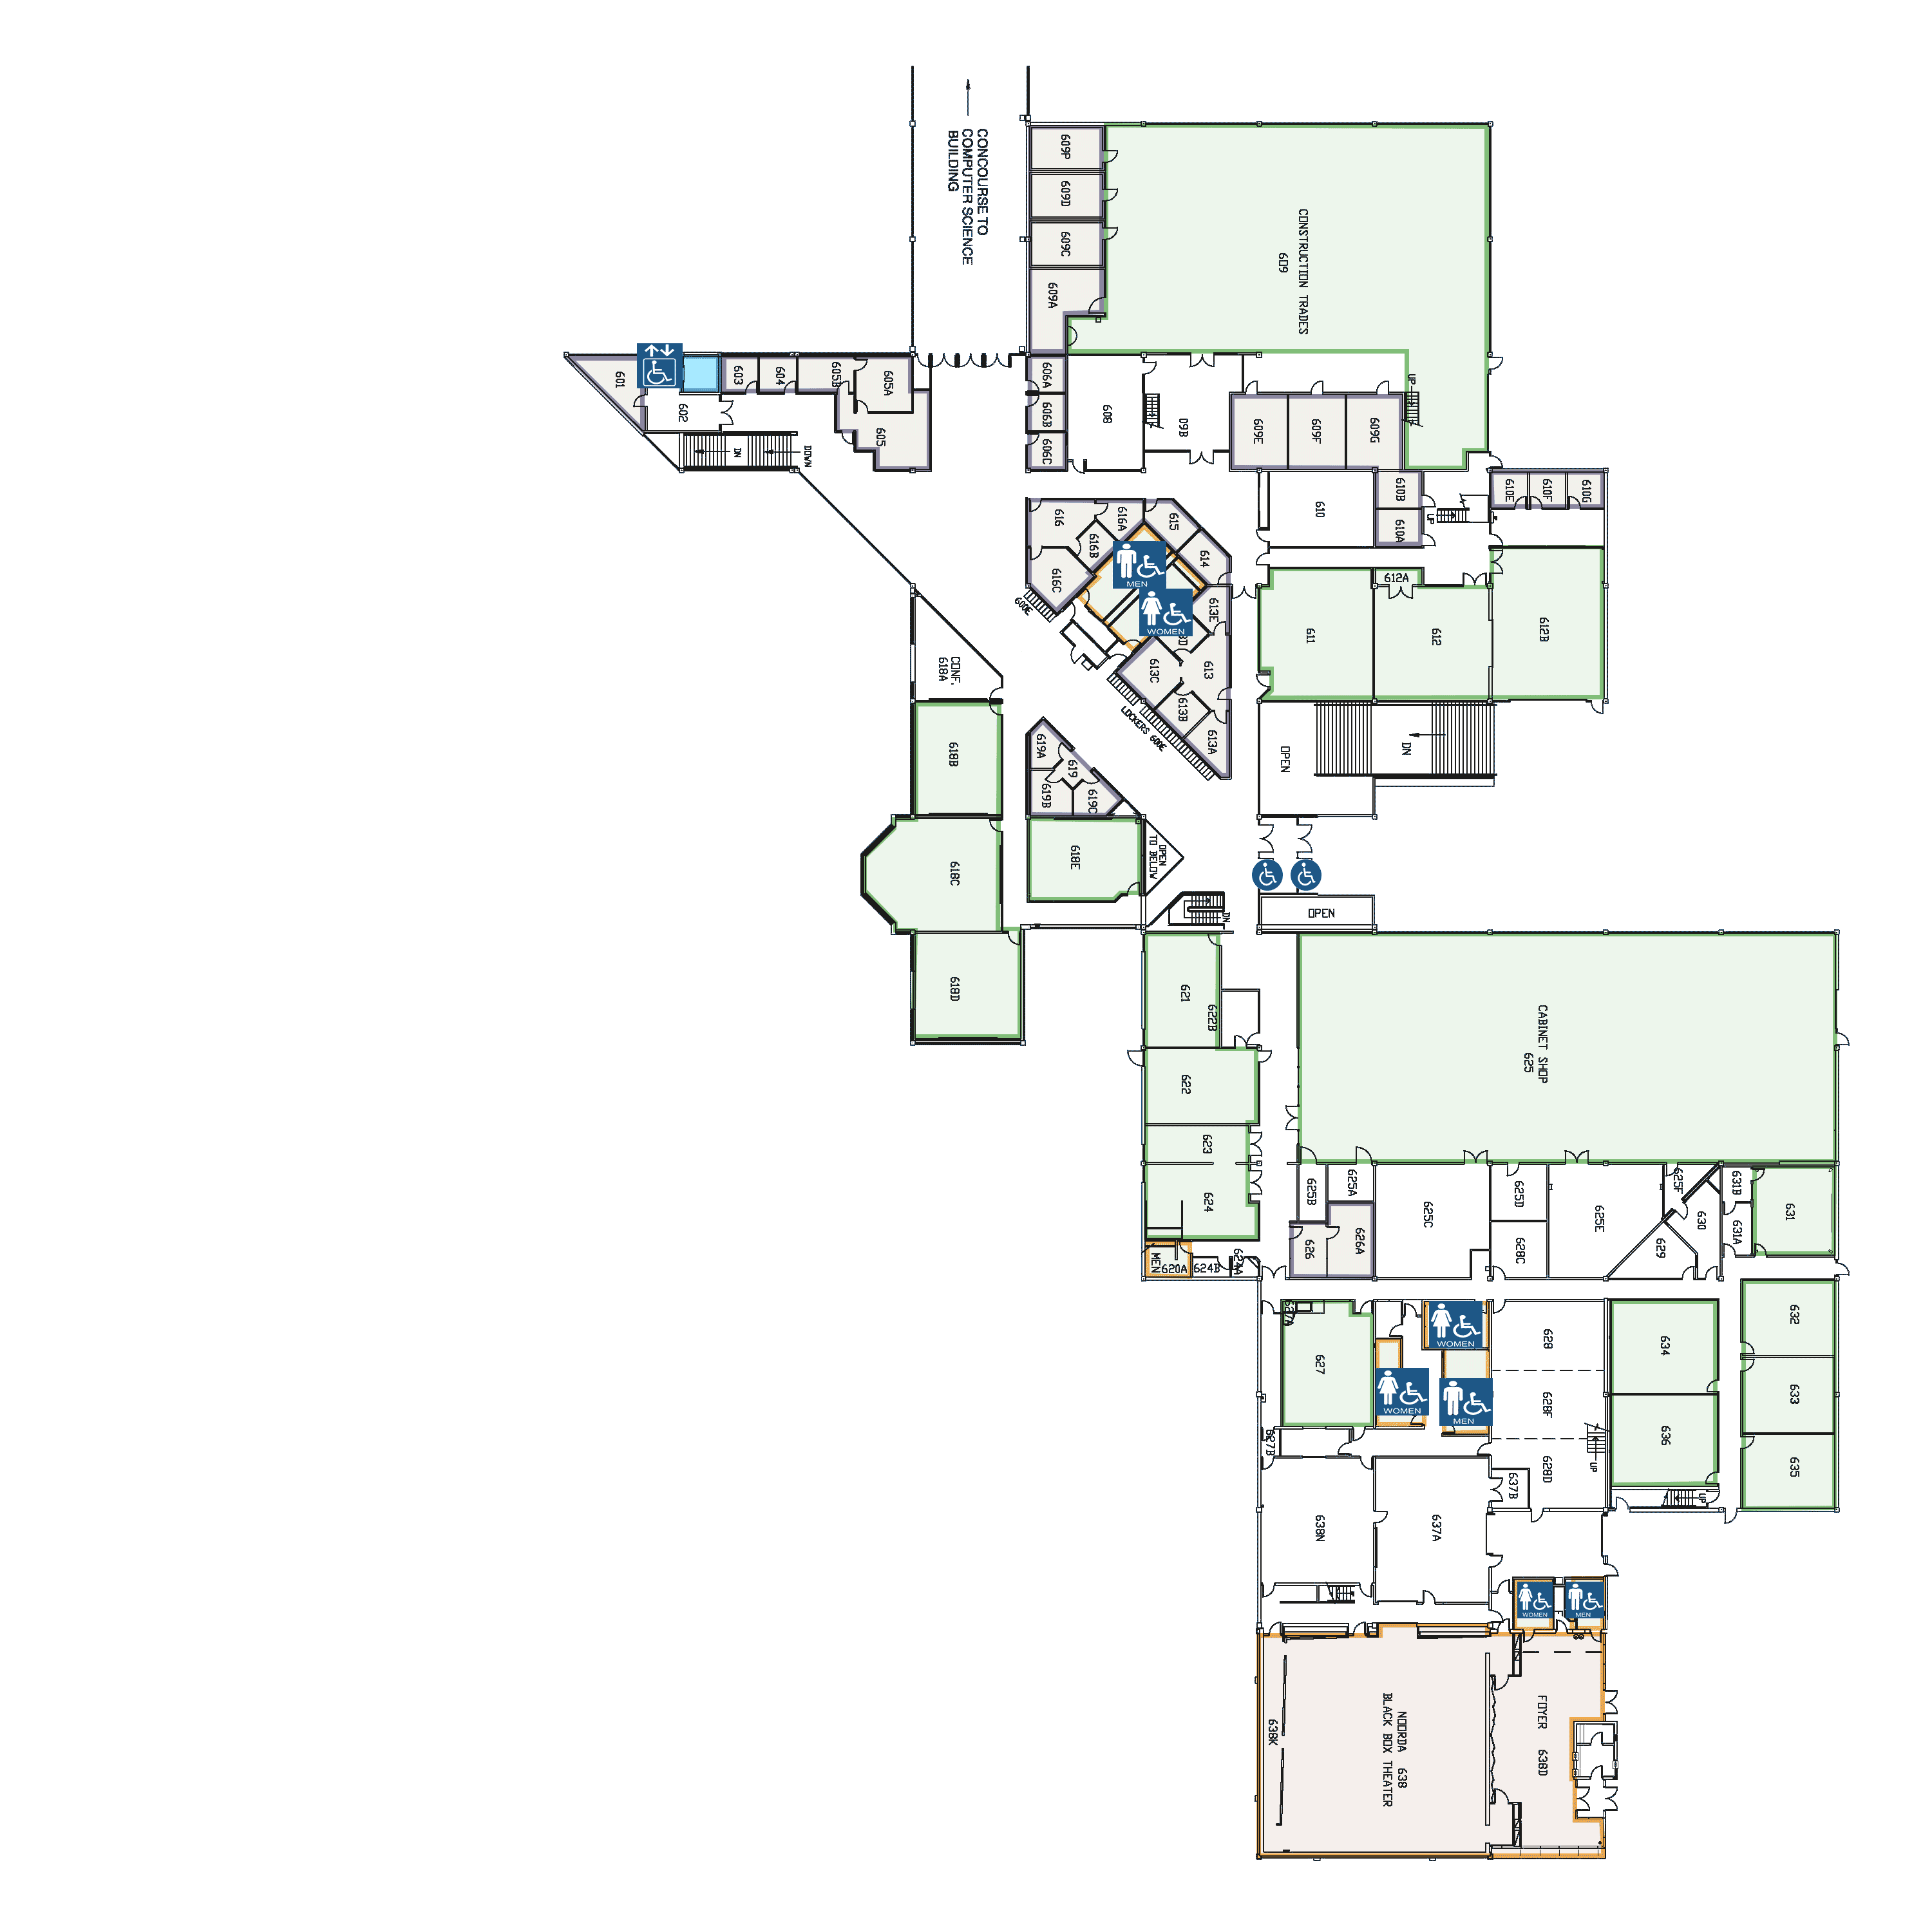 CONCOURSE TO
COMPUTER SCIENCE
BUILDING
609P
609D
609C
609A
CONSTRUCTION TRADES
609
601
602
603
604
605B
605A
605
DN
DOWN
606A
606B
606C
608
09B
UP
609E
609F
609G
610
610B
610A
UP
610E
610F
610G
616
616A
616B
616C
615
614
MEN
WOMEN
600E
613E
613
613C
613B
613A
LOCKERS 600E
611
612A
612
612B
OPEN
DN
CONF.
618A
618B
618C
618D
619A
619
619B
619C
618E
OPEN
TO BELOW
DN
OPEN
621
622B
622
623
624
MEN
620A
624B
624A
CABINET SHOP
625
625B
625A
626
626A
625C
625D
628C
625E
625F
629
630
631B
631A
631
627A
627
627B
WOMEN
WOMEN
MEN
628
628F
628D
UP
634
636
UP
632
633
635
638N
637A
637B
WOMEN
MEN
638K
NOORDA 638
BLACK BOX THEATER
FOYER 638D